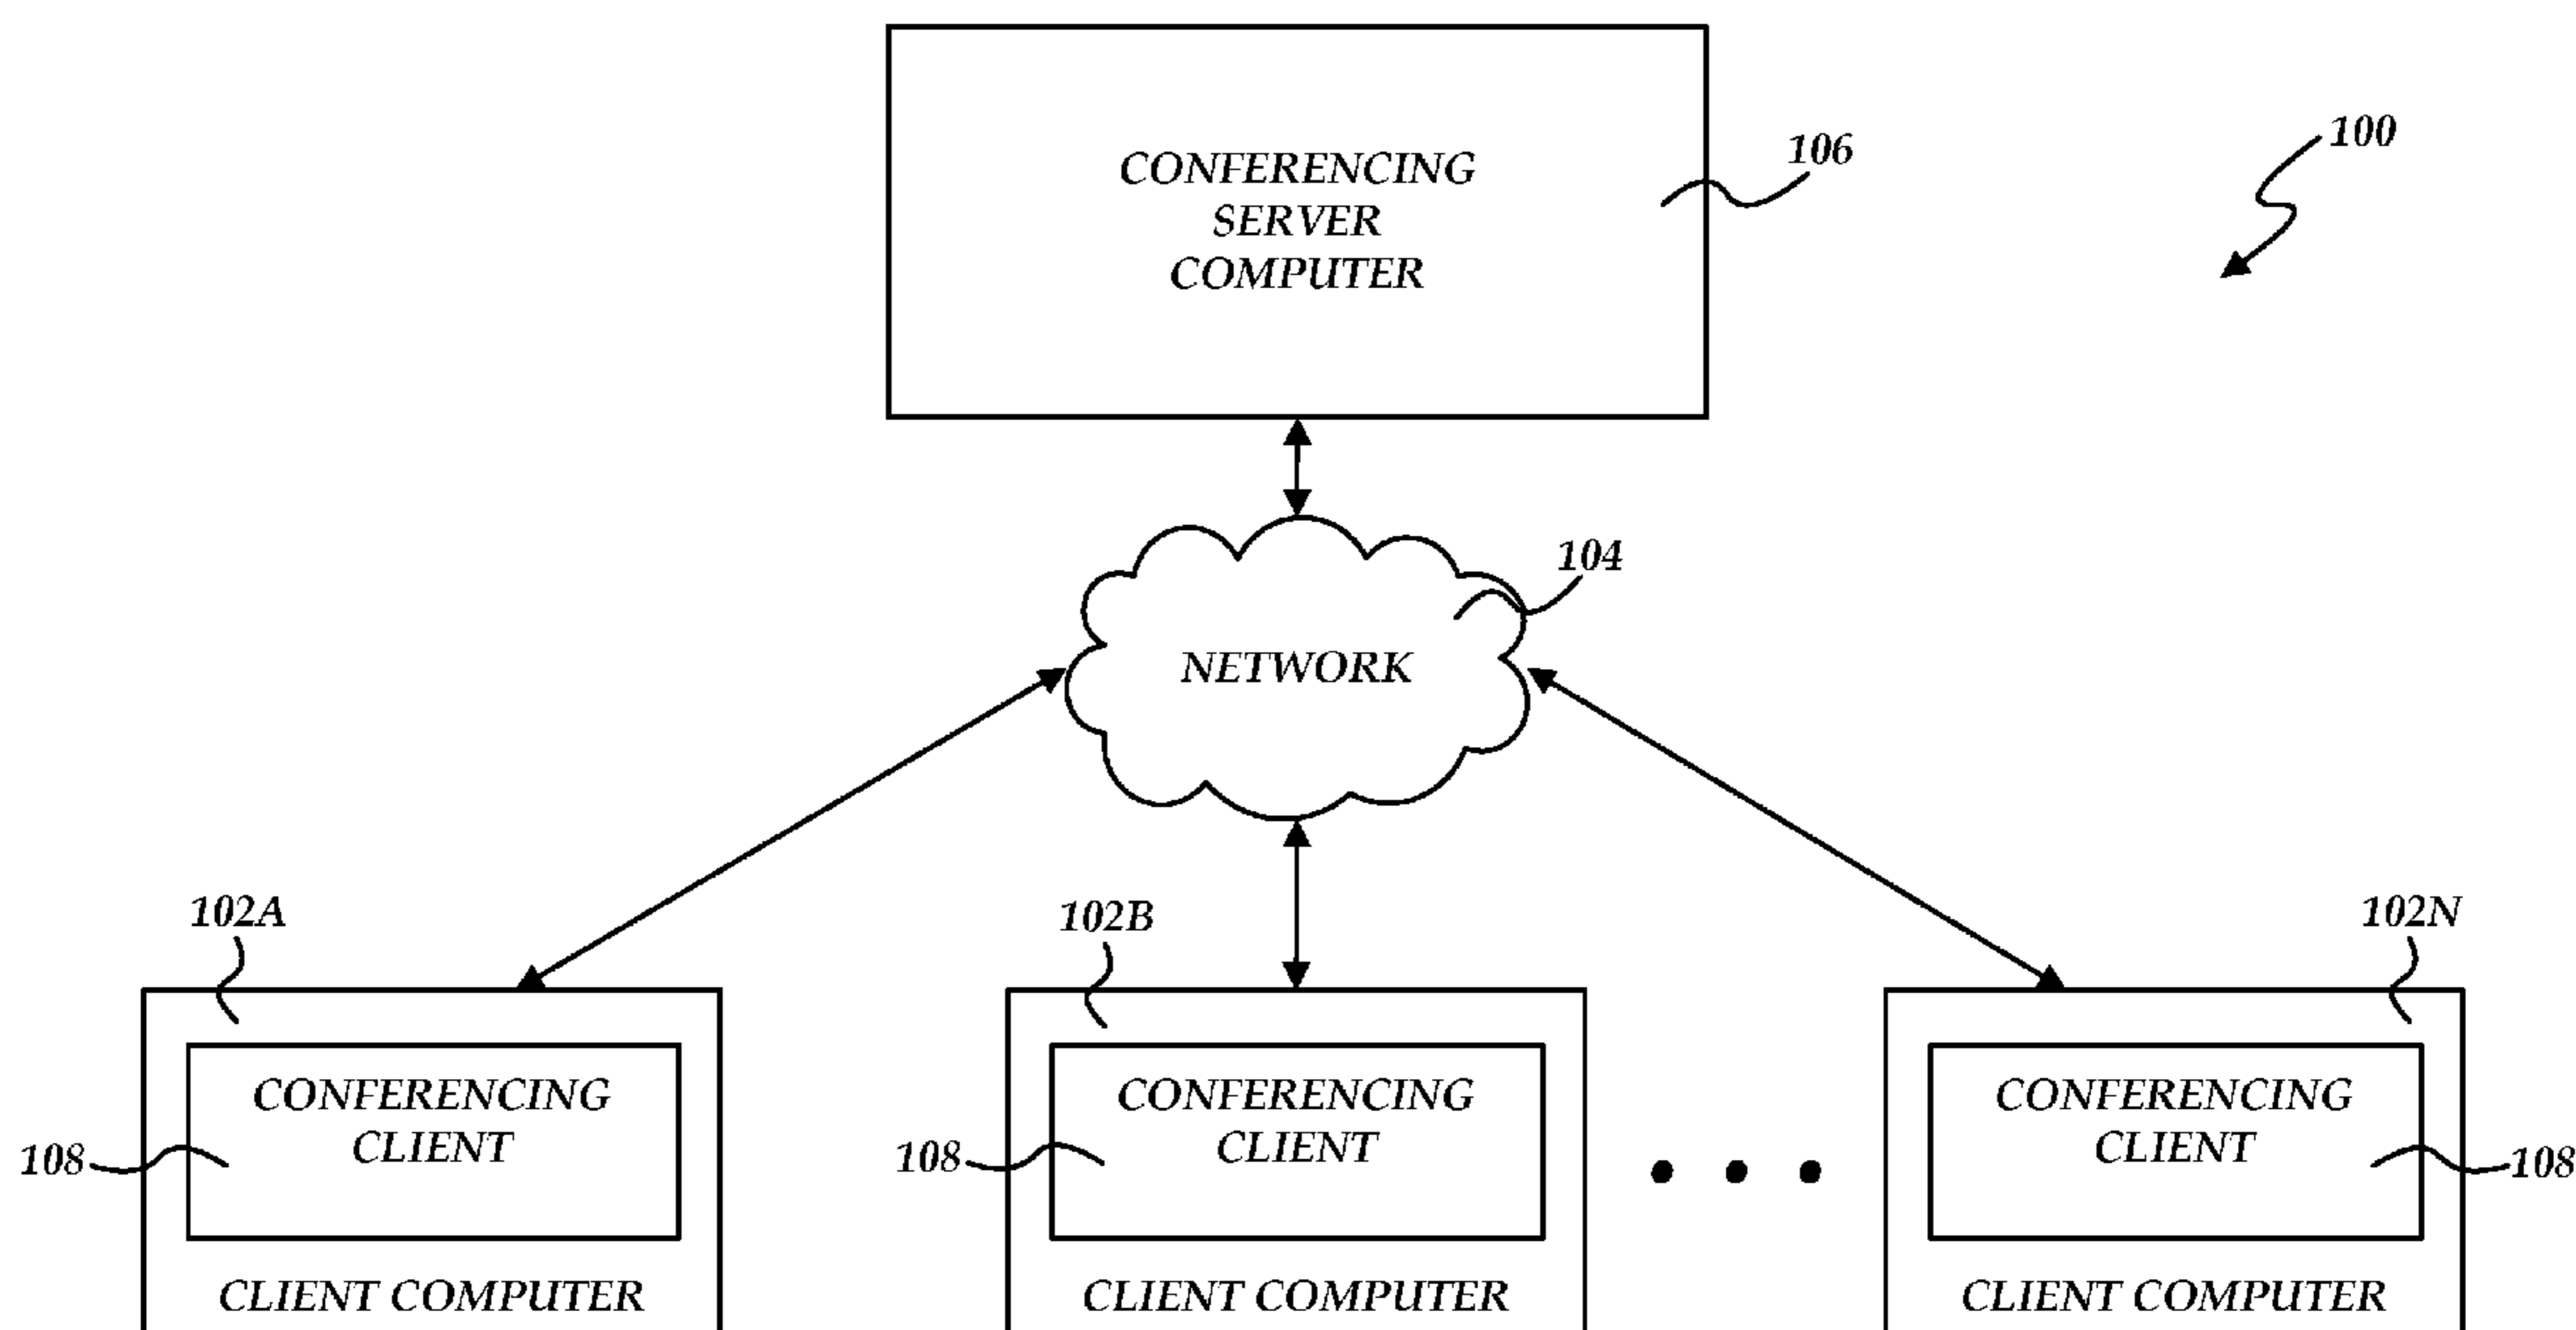 CONFERENCING
SERVER
COMPUTER
106
100
104
NETWORK
102A
102B
102N
CONFERENCING
CLIENT
108
CLIENT COMPUTER
CONFERENCING
CLIENT
108
CLIENT COMPUTER
CONFERENCING
CLIENT
108
CLIENT COMPUTER